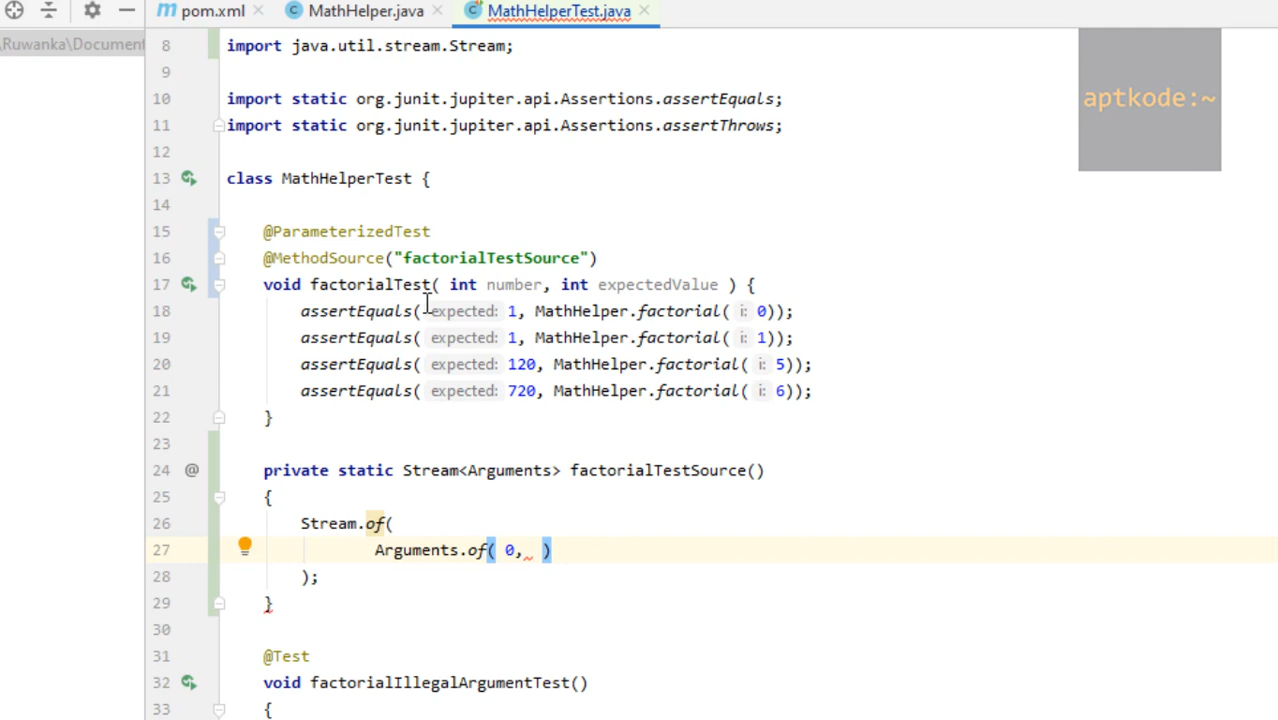 pom.xml MathHelper.java MathHelperTest.java
\Ruwanka\Document
aptkode:~
8 import java.util.stream.Stream;
9
10 import static org.junit.jupiter.api.Assertions.assertEquals;
11 import static org.junit.jupiter.api.Assertions.assertThrows;
12
13 class MathHelperTest {
14
15 @ParameterizedTest
16 @MethodSource("factorialTestSource")
17 void factorialTest( int number, int expectedValue ) {
18 assertEquals( expected: 1, MathHelper.factorial( i: 0));
19 assertEquals( expected: 1, MathHelper.factorial( i: 1));
20 assertEquals( expected: 120, MathHelper.factorial( i: 5));
21 assertEquals( expected: 720, MathHelper.factorial( i: 6));
22 }
23
24 @ private static Stream<Arguments> factorialTestSource()
25 {
26 Stream.of(
27 Arguments.of( 0, )
28 );
29 }
30
31 @Test
32 void factorialIllegalArgumentTest()
33 {